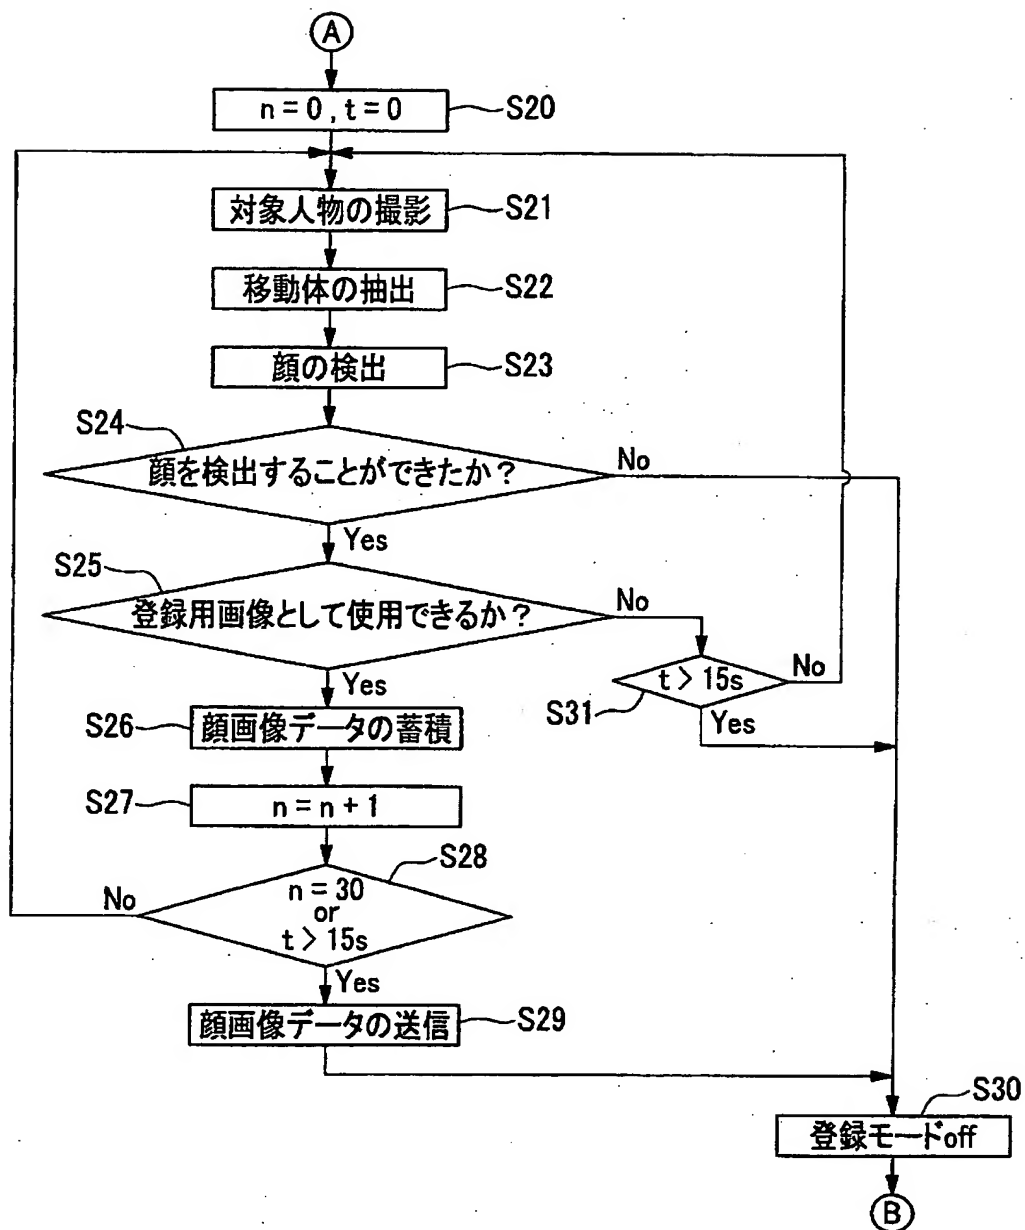 A
n = 0 , t = 0
S20
対象人物の撮影
S21
移動体の抽出
S22
顔の検出
S23
S24
顔を検出することができたか？
No
Yes
S25
登録用画像として使用できるか？
No
Yes
t > 15s
No
S31
Yes
S26
顔画像データの蓄積
S27
n = n + 1
S28
No
n = 30
or
t > 15s
Yes
顔画像データの送信
S29
S30
登録モードoff
B